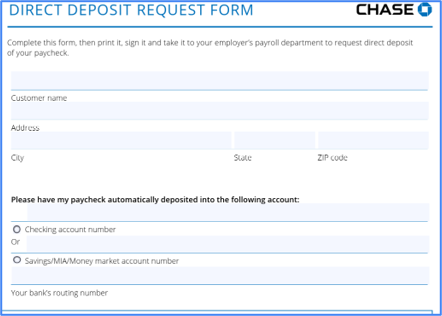 DIRECT DEPOSIT REQUEST FORM
CHASE
Complete this form, then print it, sign it and take it to your employer's payroll department to request direct deposit
of your paycheck.
Customer name
Address
City State ZIP code
Please have my paycheck automatically deposited into the following account:
Checking account number
Or
Savings/MIA/Money market account number
Your bank's routing number